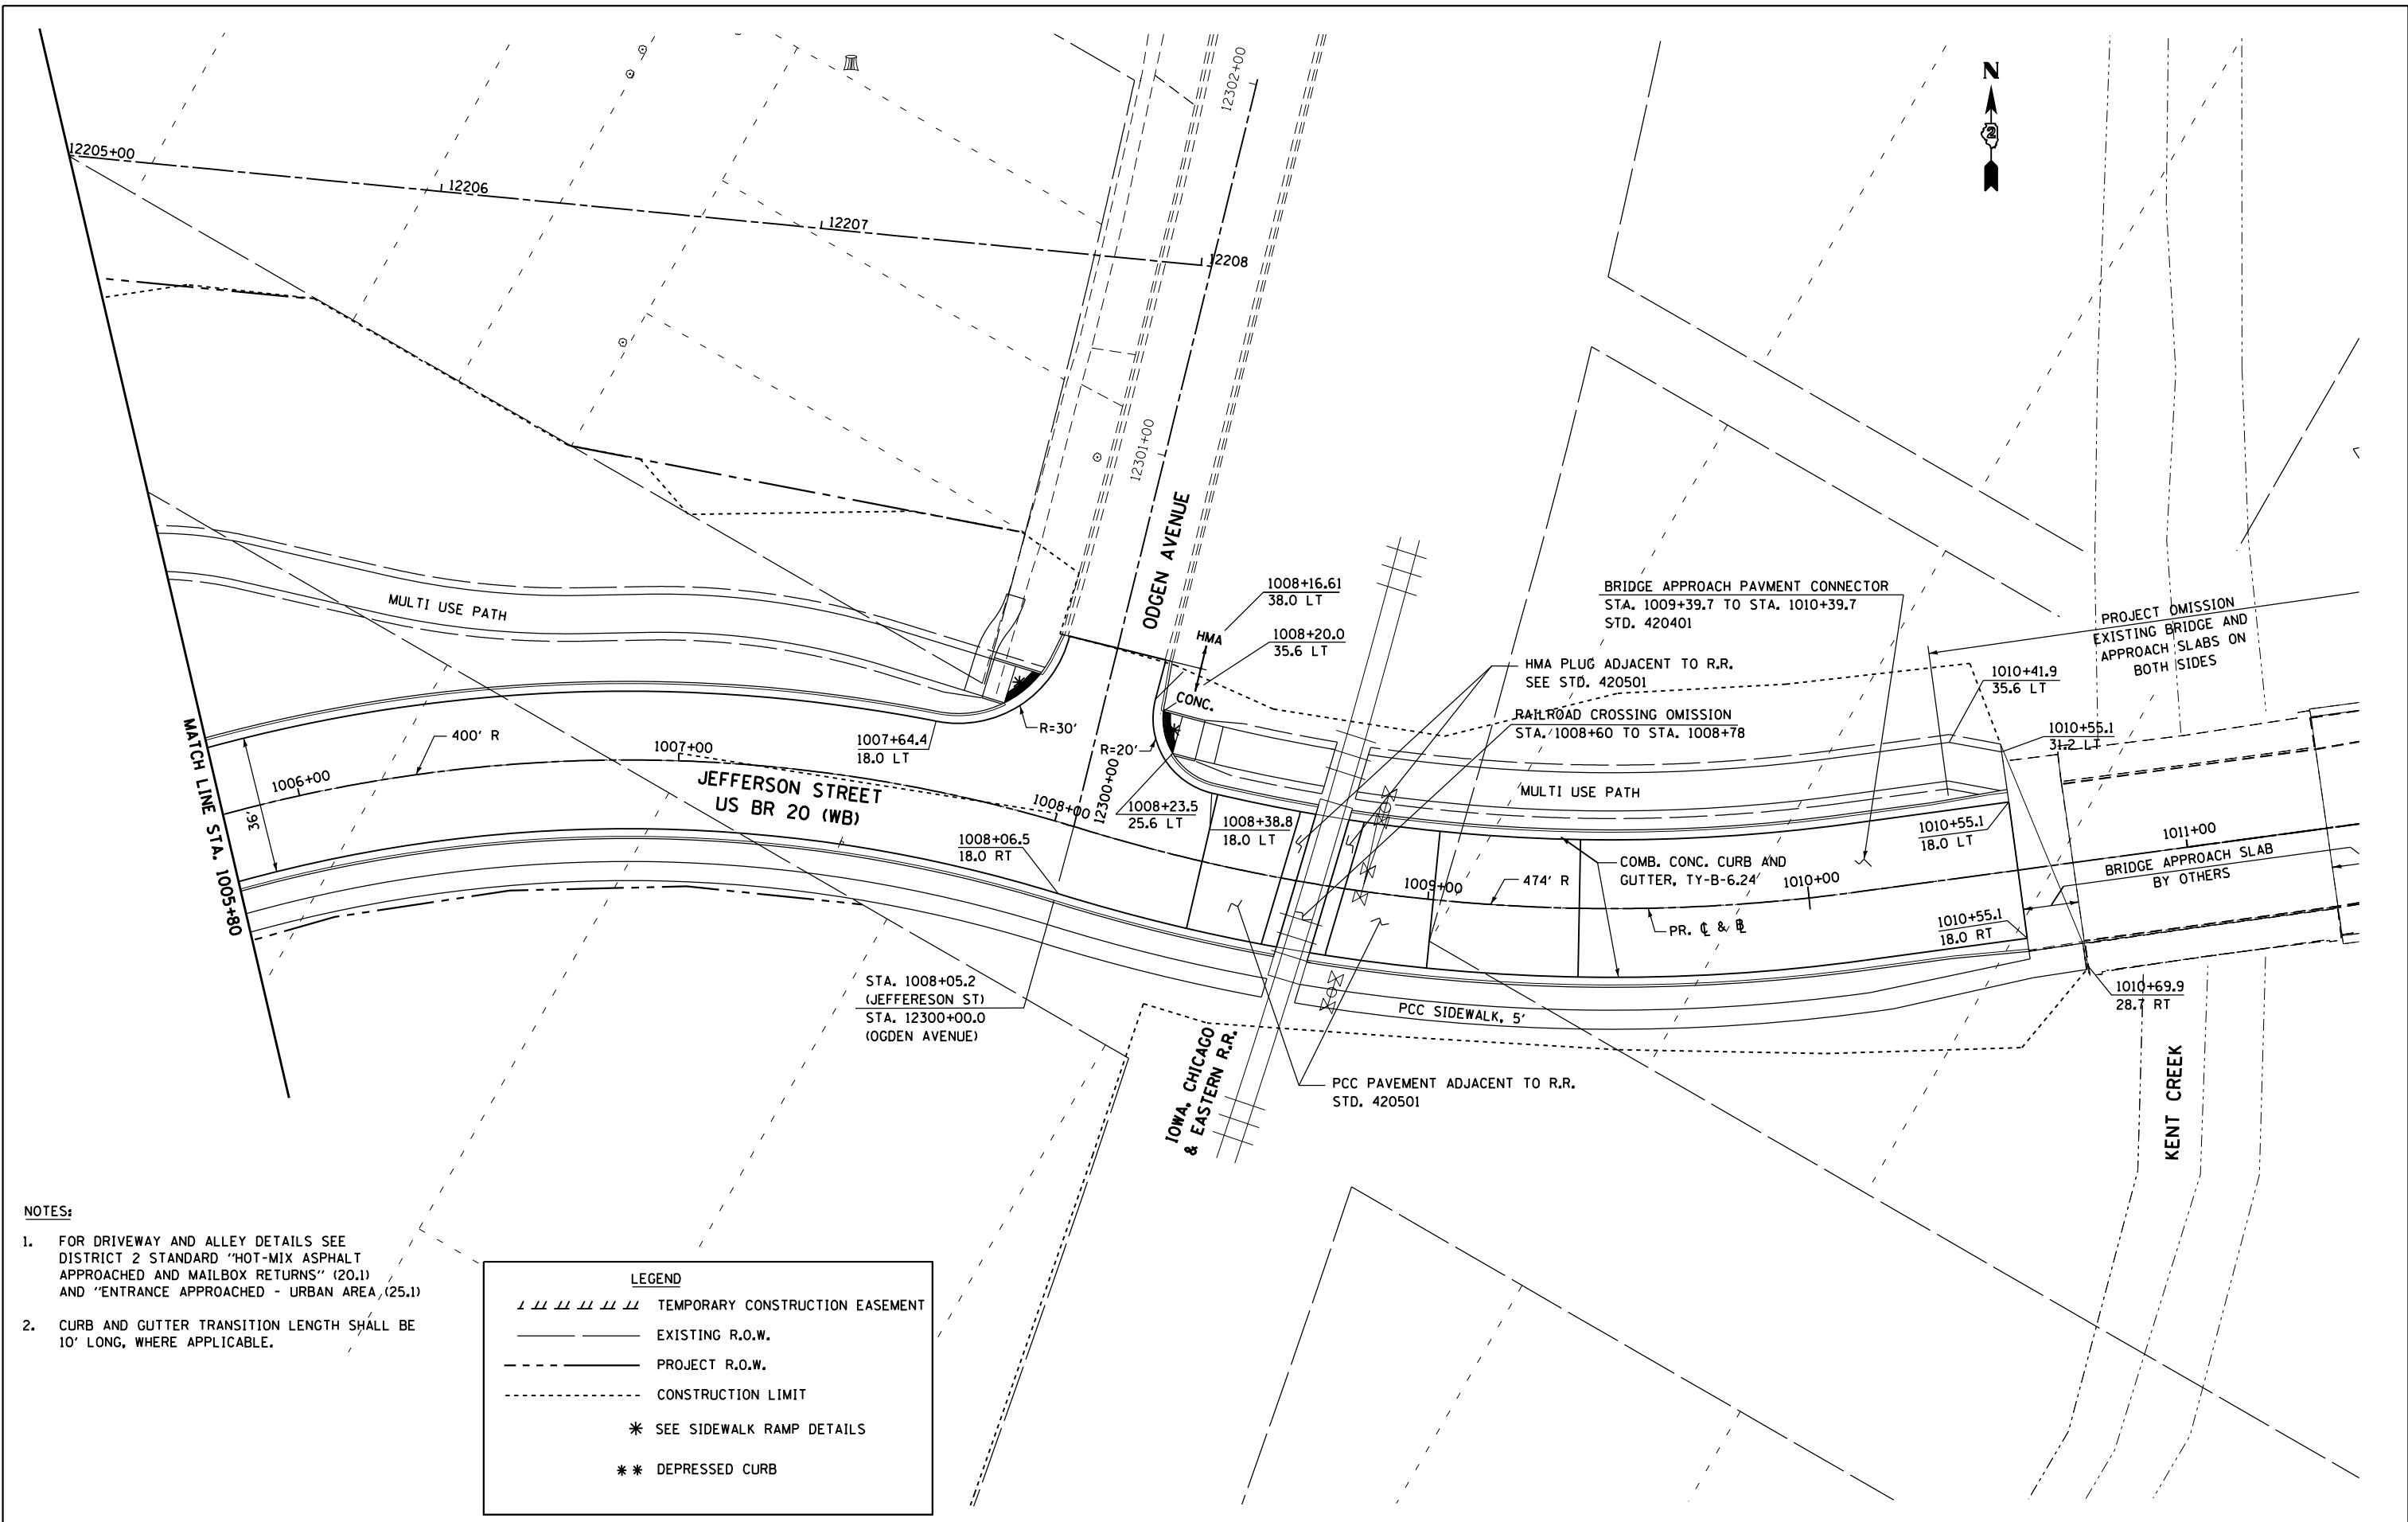 N
2
12302+00
12205+00
12206
12207
12208
12301+00
ODGEN AVENUE
1008+16.61
38.0 LT
HMA
1008+20.0
35.6 LT
CONC.
BRIDGE APPROACH PAVMENT CONNECTOR
STA. 1009+39.7 TO STA. 1010+39.7
STD. 420401
PROJECT OMISSION
EXISTING BRIDGE AND
APPROACH SLABS ON
BOTH SIDES
HMA PLUG ADJACENT TO R.R.
SEE STD. 420501
RAILROAD CROSSING OMISSION
STA. 1008+60 TO STA. 1008+78
1010+41.9
35.6 LT
1010+55.1
31.2 LT
MULTI USE PATH
MATCH LINE STA. 1005+80
36'
400' R
1006+00
1007+00
1007+64.4
18.0 LT
R=30'
R=20'
JEFFERSON STREET
US BR 20 (WB)
1008+00
12300+00
1008+23.5
25.6 LT
1008+38.8
18.0 LT
1008+06.5
18.0 RT
MULTI USE PATH
1010+55.1
18.0 LT
1011+00
BRIDGE APPROACH SLAB
BY OTHERS
COMB. CONC. CURB AND
GUTTER, TY-B-6.24
1009+00
474' R
1010+00
PR. ℄ & B̵L
1010+55.1
18.0 RT
STA. 1008+05.2
(JEFFERESON ST)
STA. 12300+00.0
(OGDEN AVENUE)
1010+69.9
28.7 RT
PCC SIDEWALK, 5'
IOWA, CHICAGO
& EASTERN R.R.
PCC PAVEMENT ADJACENT TO R.R.
STD. 420501
KENT CREEK
NOTES:
1. FOR DRIVEWAY AND ALLEY DETAILS SEE
DISTRICT 2 STANDARD "HOT-MIX ASPHALT
APPROACHED AND MAILBOX RETURNS" (20.1)
AND "ENTRANCE APPROACHED - URBAN AREA (25.1)
2. CURB AND GUTTER TRANSITION LENGTH SHALL BE
10' LONG, WHERE APPLICABLE.
LEGEND
TEMPORARY CONSTRUCTION EASEMENT
EXISTING R.O.W.
PROJECT R.O.W.
CONSTRUCTION LIMIT
* SEE SIDEWALK RAMP DETAILS
** DEPRESSED CURB